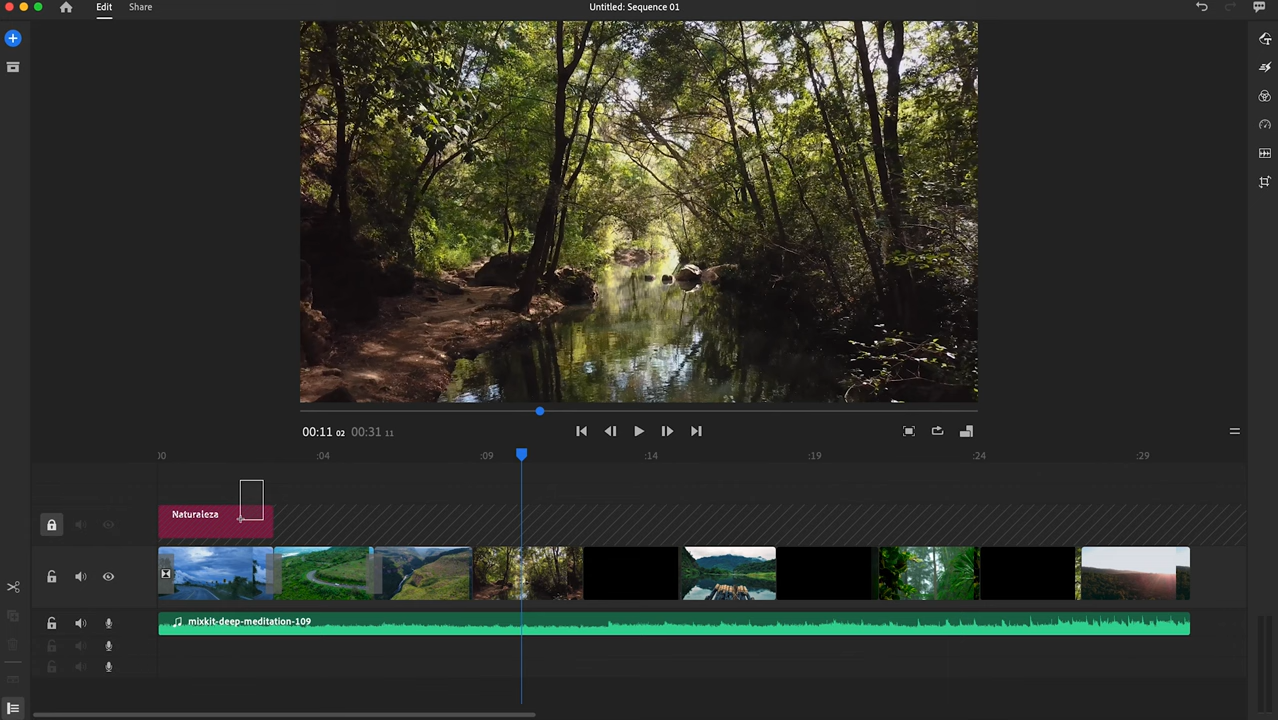 Edit
Share
Untitled: Sequence 01
00:11 02
00:31 11
:00
:04
:09
:14
:19
:24
:29
Naturaleza
mixkit-deep-meditation-109